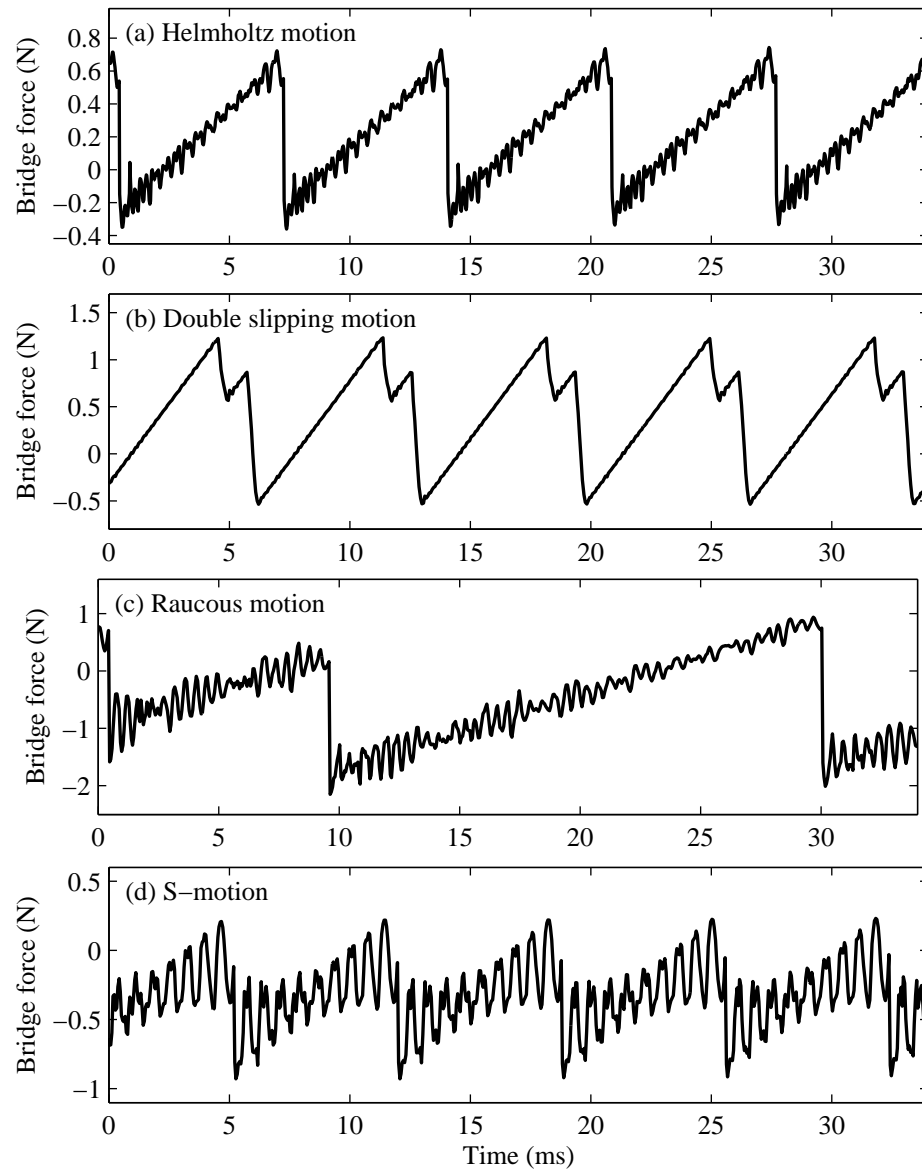 (a) Helmholtz motion
Bridge force (N)
0.8
0.6
0.4
0.2
0
−0.2
−0.4
0 5 10 15 20 25 30
(b) Double slipping motion
Bridge force (N)
1.5
1
0.5
0
−0.5
0 5 10 15 20 25 30
(c) Raucous motion
Bridge force (N)
1
0
−1
−2
0 5 10 15 20 25 30
(d) S−motion
Bridge force (N)
0.5
0
−0.5
−1
0 5 10 15 20 25 30
Time (ms)